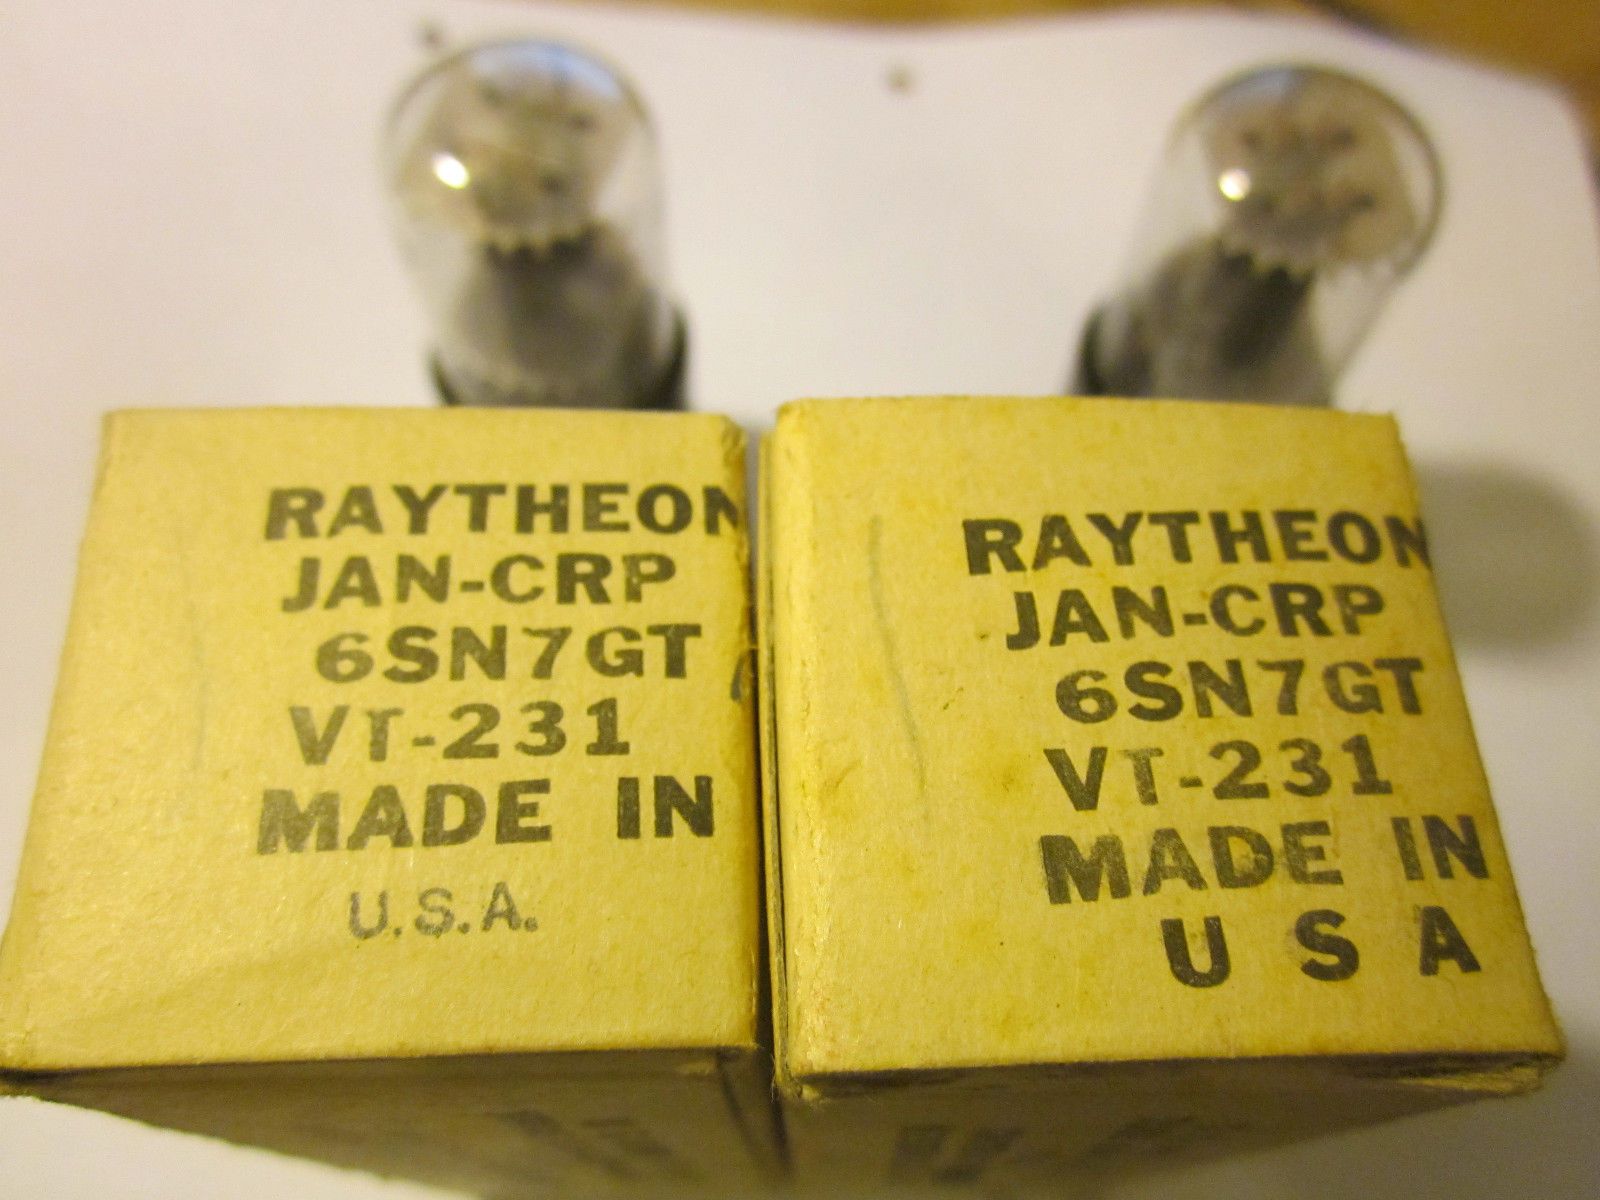 RAYTHEON
JAN-CRP
6SN7GT
VT-231
MADE IN
U.S.A.
RAYTHEON
JAN-CRP
6SN7GT
VT-231
MADE IN
U S A